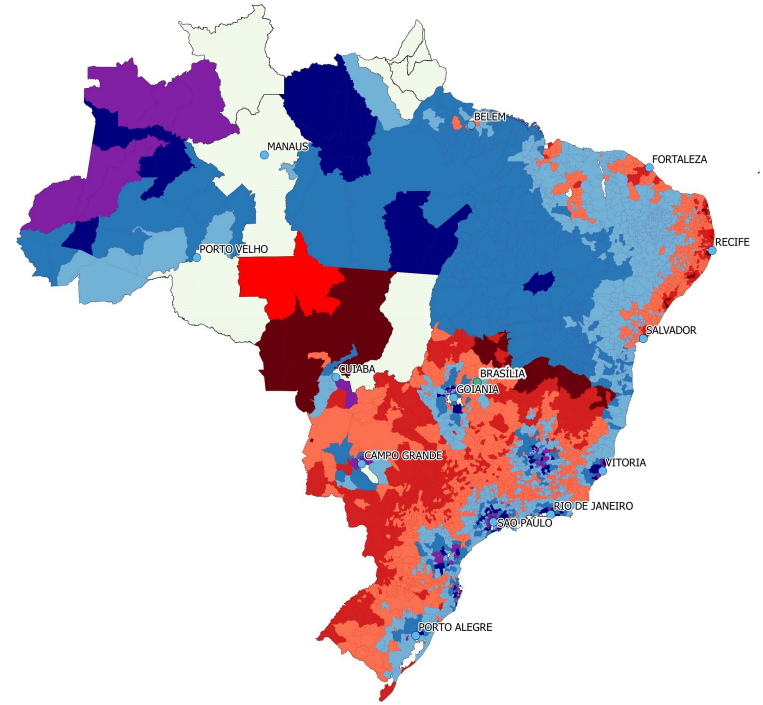 BELEM
MANAUS
FORTALEZA
RECIFE
PORTO VELHO
SALVADOR
CUIABA
BRASÍLIA
GOIANIA
CAMPO GRANDE
VITORIA
RIO DE JANEIRO
SAO PAULO
PORTO ALEGRE